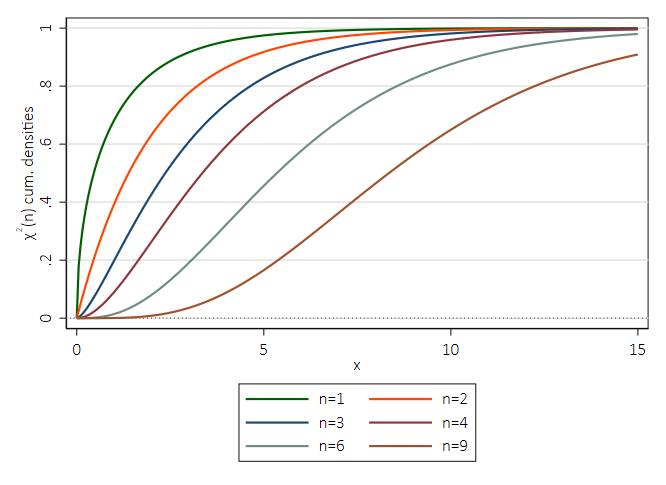 χ²(n) cum. densities
1
.8
.6
.4
.2
0
0 5 10 15
x
n=1 n=2
n=3 n=4
n=6 n=9